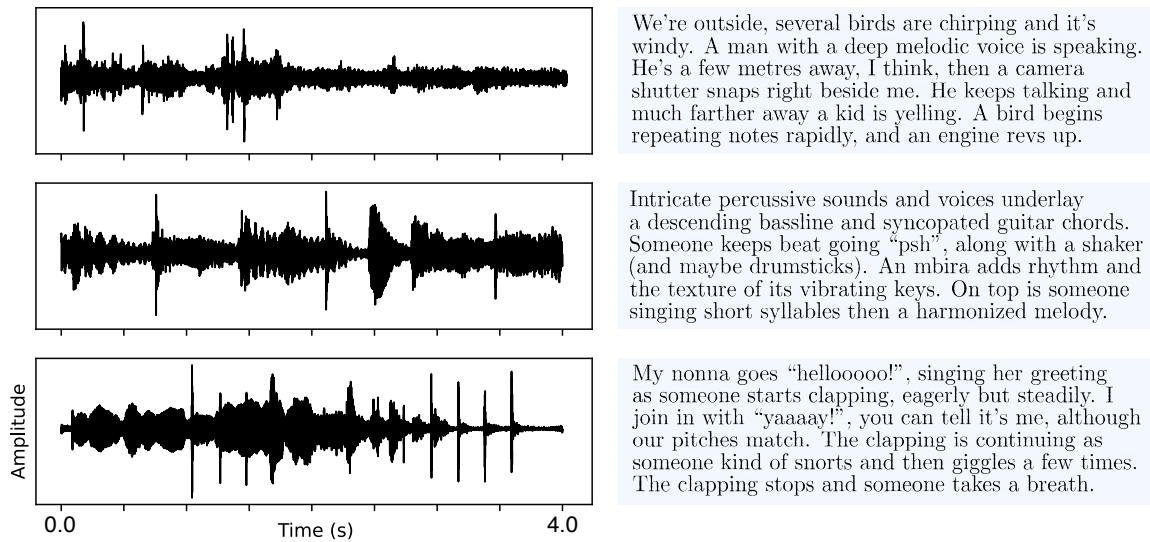 We're outside, several birds are chirping and it's
windy. A man with a deep melodic voice is speaking.
He's a few metres away, I think, then a camera
shutter snaps right beside me. He keeps talking and
much farther away a kid is yelling. A bird begins
repeating notes rapidly, and an engine revs up.
Intricate percussive sounds and voices underlay
a descending bassline and syncopated guitar chords.
Someone keeps beat going “psh”, along with a shaker
(and maybe drumsticks). An mbira adds rhythm and
the texture of its vibrating keys. On top is someone
singing short syllables then a harmonized melody.
My nonna goes “hellooooo!”, singing her greeting
as someone starts clapping, eagerly but steadily. I
join in with “yaaaay!”, you can tell it's me, although
our pitches match. The clapping is continuing as
someone kind of snorts and then giggles a few times.
The clapping stops and someone takes a breath.
Amplitude
0.0
Time (s)
4.0